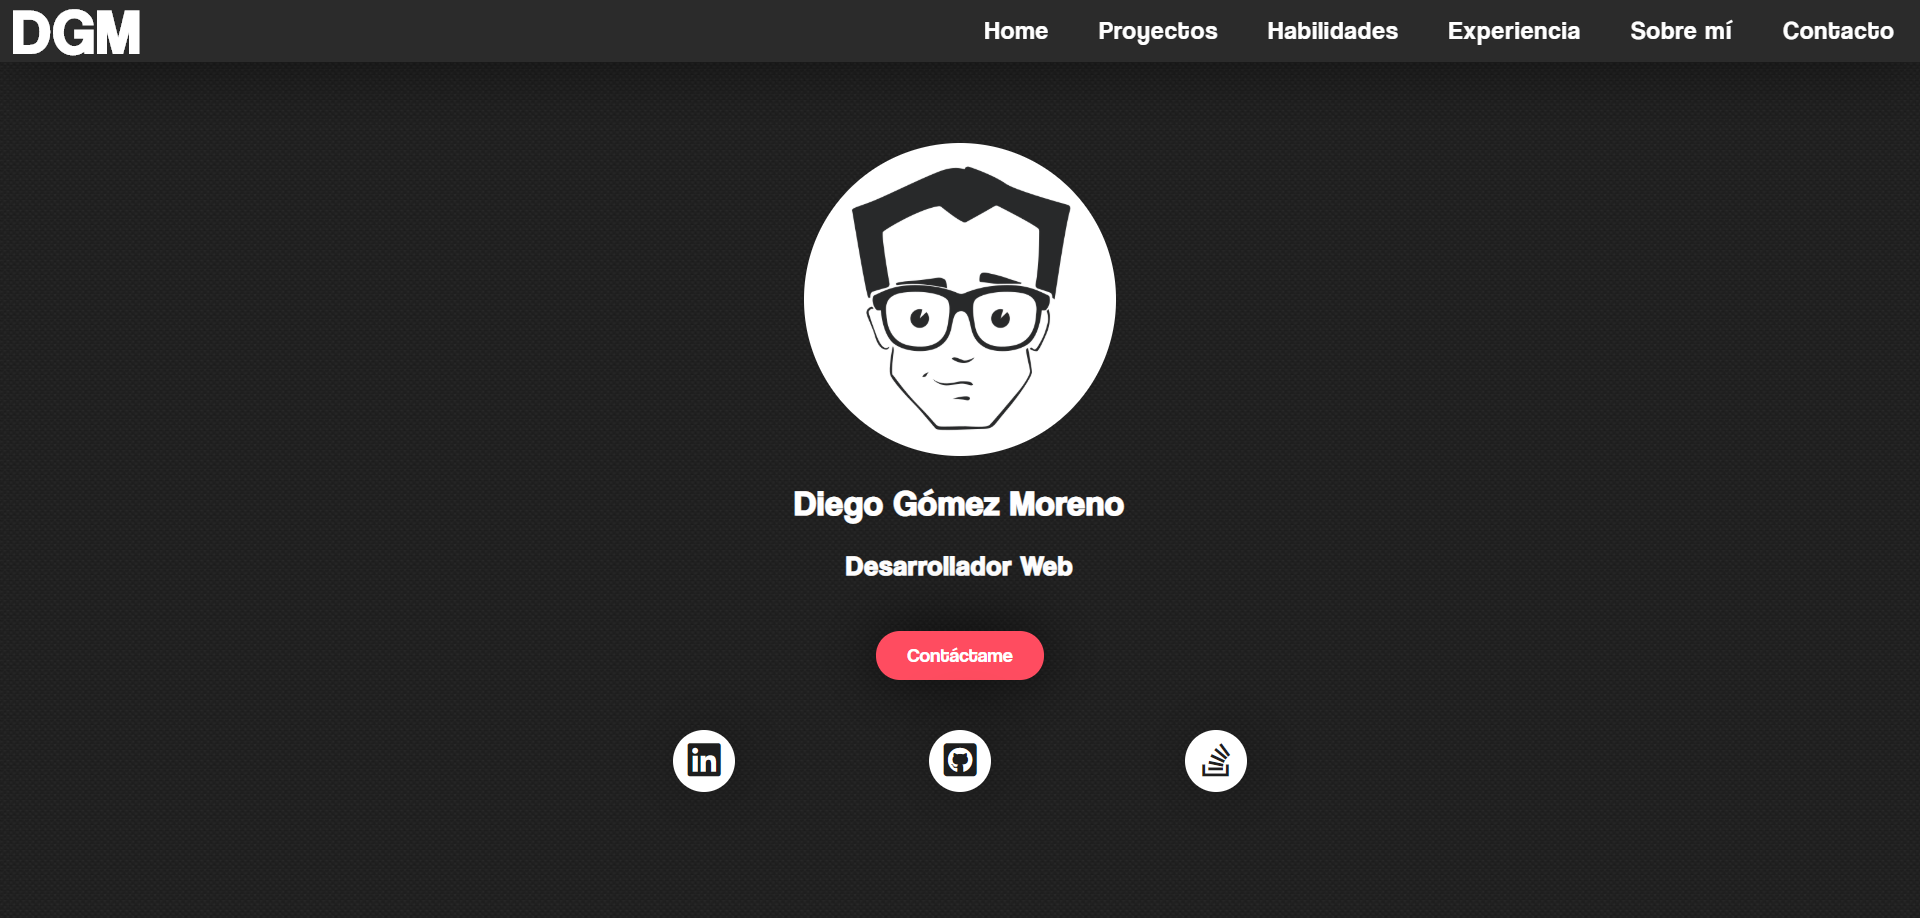 DGM
Home Proyectos Habilidades Experiencia Sobre mí Contacto
Diego Gómez Moreno
Desarrollador Web
Contáctame
in